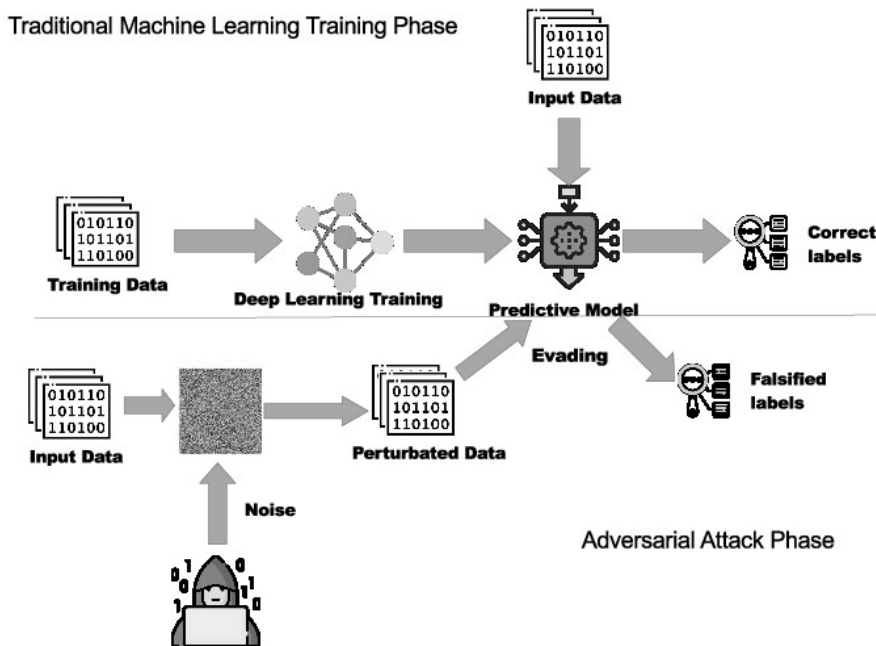 Traditional Machine Learning Training Phase
010110
101101
110100
Input Data
010110
101101
110100
Training Data
Deep Learning Training
Predictive Model
Correct
labels
010110
101101
110100
Input Data
010110
101101
110100
Perturbated Data
Evading
Falsified
labels
Noise
Adversarial Attack Phase